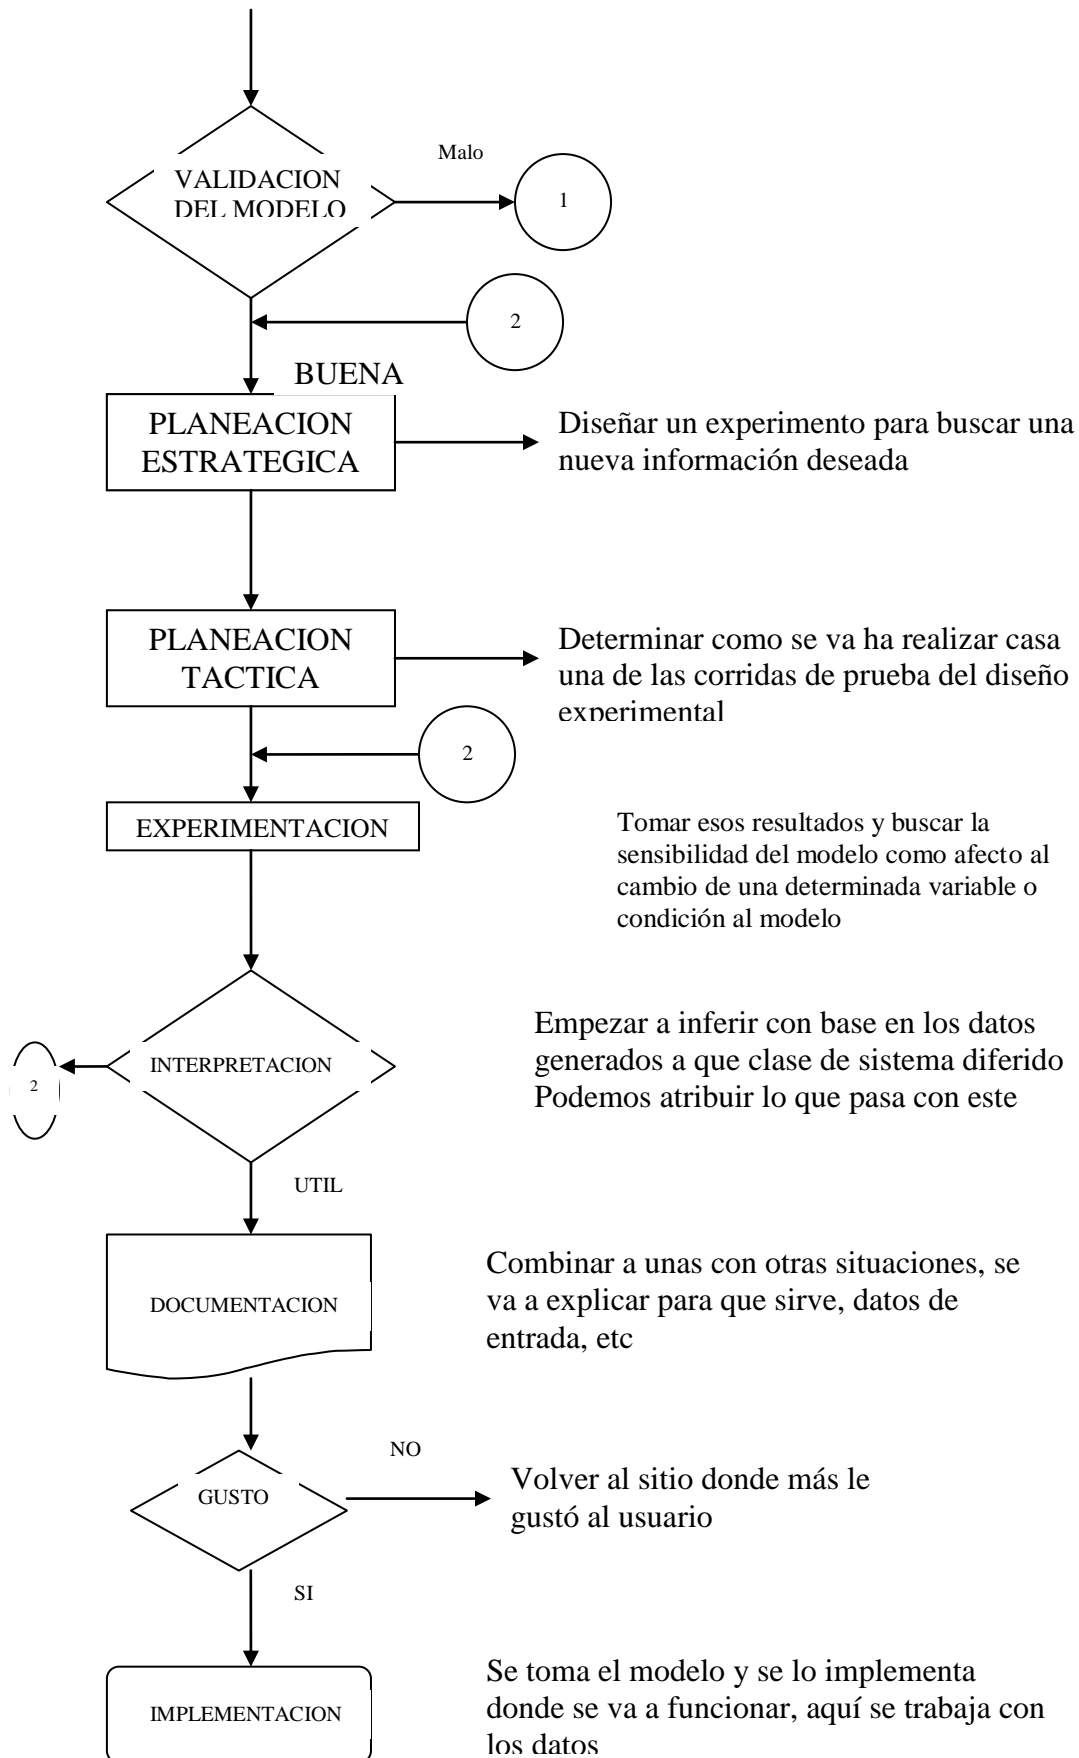 Malo
VALIDACION
DEL MODELO
1
2
BUENA
PLANEACION
ESTRATEGICA
Diseñar un experimento para buscar una
nueva información deseada
PLANEACION
TACTICA
Determinar como se va ha realizar casa
una de las corridas de prueba del diseño
experimental
2
EXPERIMENTACION
Tomar esos resultados y buscar la
sensibilidad del modelo como afecto al
cambio de una determinada variable o
condición al modelo
2
INTERPRETACION
Empezar a inferir con base en los datos
generados a que clase de sistema diferido
Podemos atribuir lo que pasa con este
UTIL
DOCUMENTACION
Combinar a unas con otras situaciones, se
va a explicar para que sirve, datos de
entrada, etc
NO
GUSTO
Volver al sitio donde más le
gustó al usuario
SI
IMPLEMENTACION
Se toma el modelo y se lo implementa
donde se va a funcionar, aquí se trabaja con
los datos